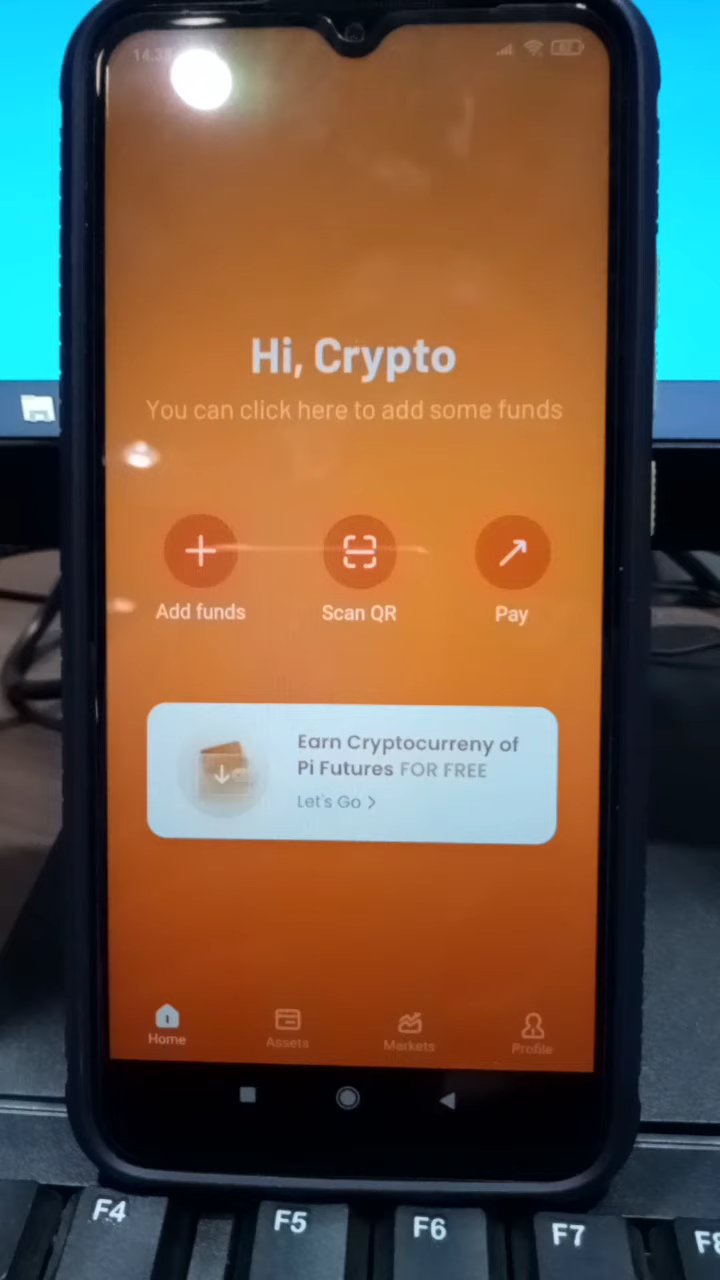 Hi, Crypto
You can click here to add some funds
Add funds
Scan QR
Pay
Earn Cryptocurreny of
Pi Futures FOR FREE
Let's Go >
Home
Assets
Markets
Profile
F4
F5
F6
F7
F8